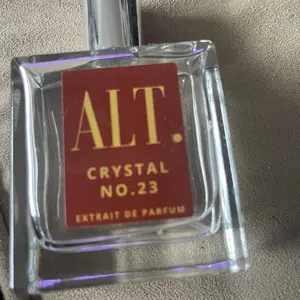 ALT.
CRYSTAL
NO.23
EXTRAIT DE PARFUM